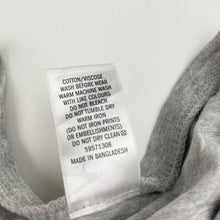 COTTON/VISCOSE
WASH BEFORE WEAR
WARM MACHINE WASH
WITH LIKE COLOURS
DO NOT BLEACH
DO NOT TUMBLE DRY
WARM IRON
(DO NOT IRON PRINTS
OR EMBELLISHMENTS)
DO NOT DRY CLEAN
59571308
MADE IN BANGLADESH